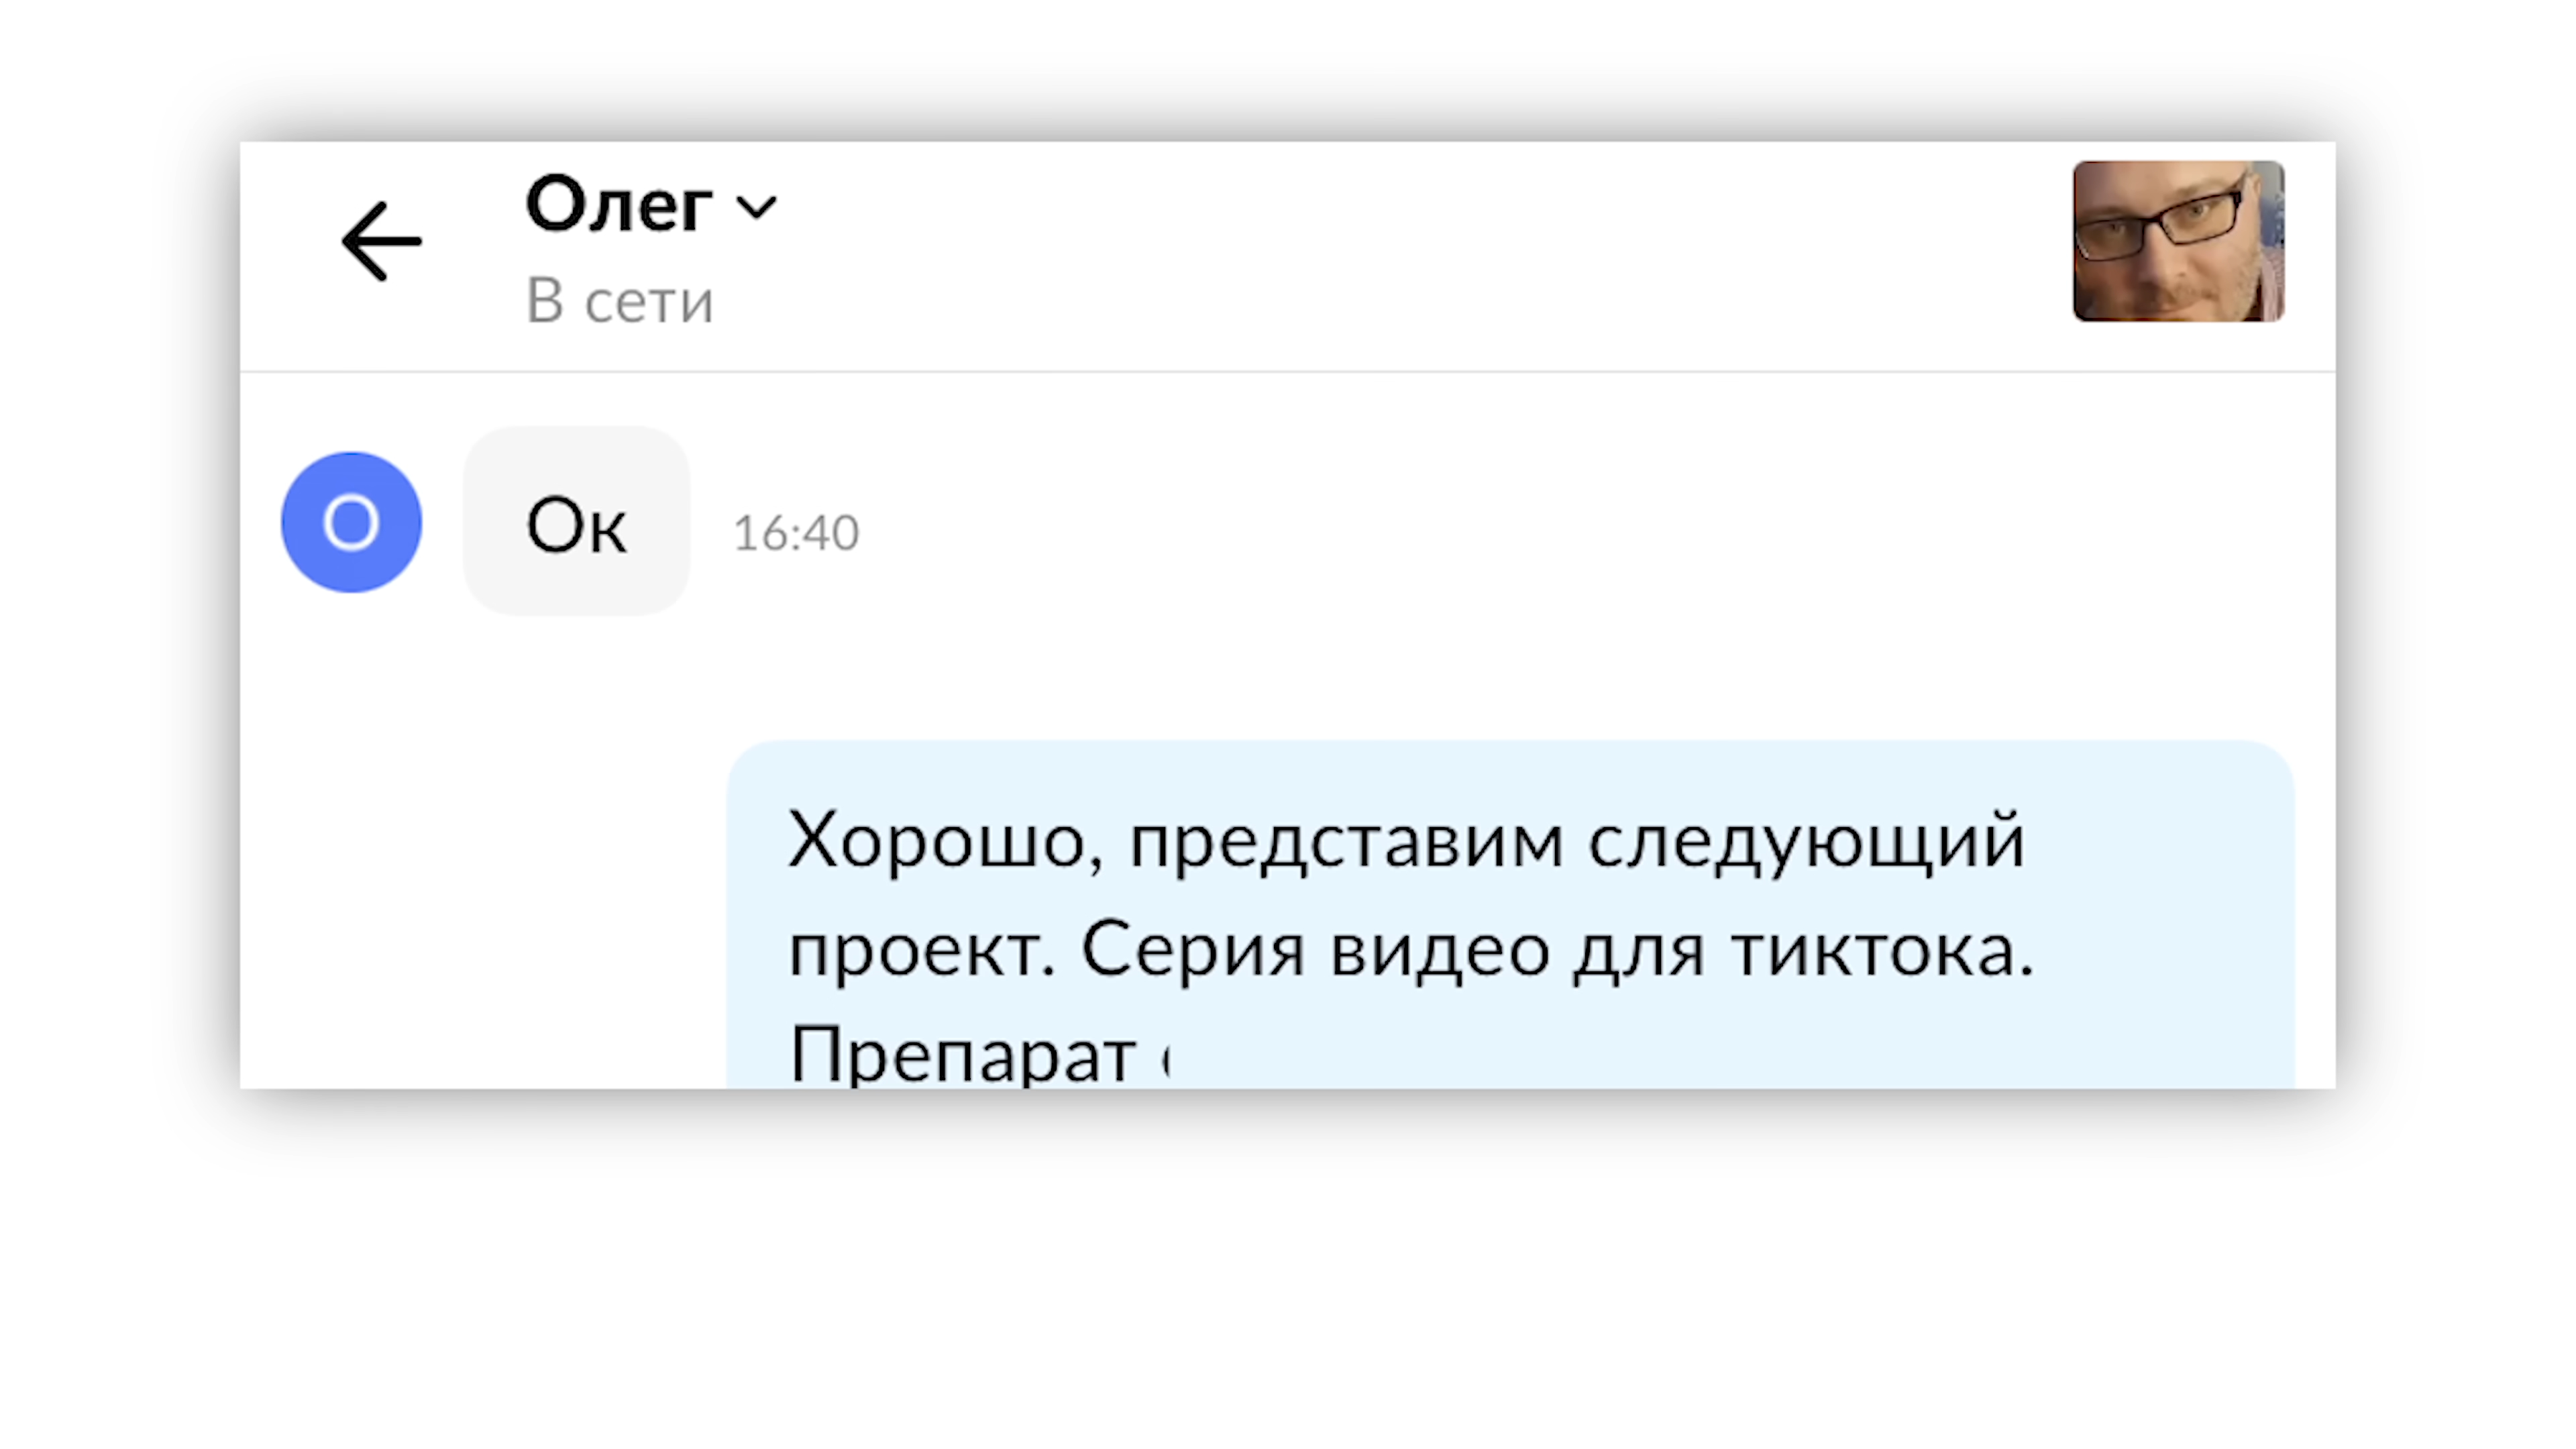 Олег
В сети
О
Ок
16:40
Хорошо, представим следующий
проект. Серия видео для тиктока.
Препарат